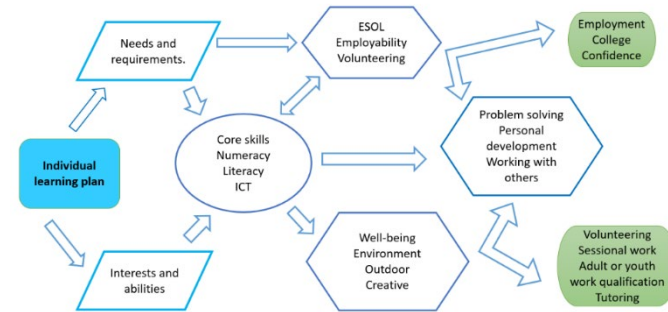 Needs and
requirements.
ESOL
Employability
Volunteering
Employment
College
Confidence
Individual
learning plan
Core skills
Numeracy
Literacy
ICT
Problem solving
Personal
development
Working with
others
Interests and
abilities
Well-being
Environment
Outdoor
Creative
Volunteering
Sessional work
Adult or youth
work qualification
Tutoring